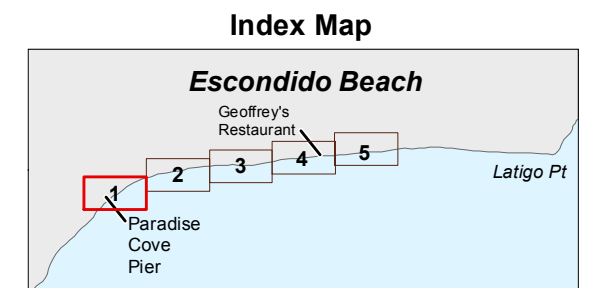 Index Map
Escondido Beach
Geoffrey's
Restaurant
1
2
3
4
5
Latigo Pt
Paradise
Cove
Pier